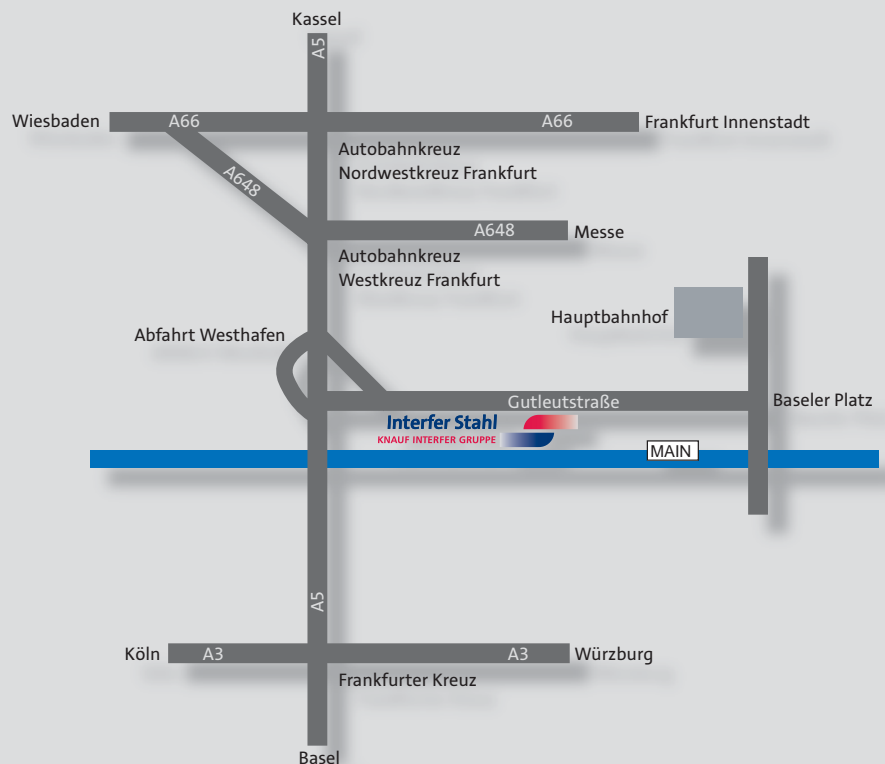 Kassel
A5
Wiesbaden
A66
A66
Frankfurt Innenstadt
Autobahnkreuz
Nordwestkreuz Frankfurt
A648
A648
Messe
Autobahnkreuz
Westkreuz Frankfurt
Hauptbahnhof
Abfahrt Westhafen
Gutleutstraße
Baseler Platz
Interfer Stahl
KNAUF INTERFER GRUPPE
MAIN
A5
Köln
A3
A3
Würzburg
Frankfurter Kreuz
Basel